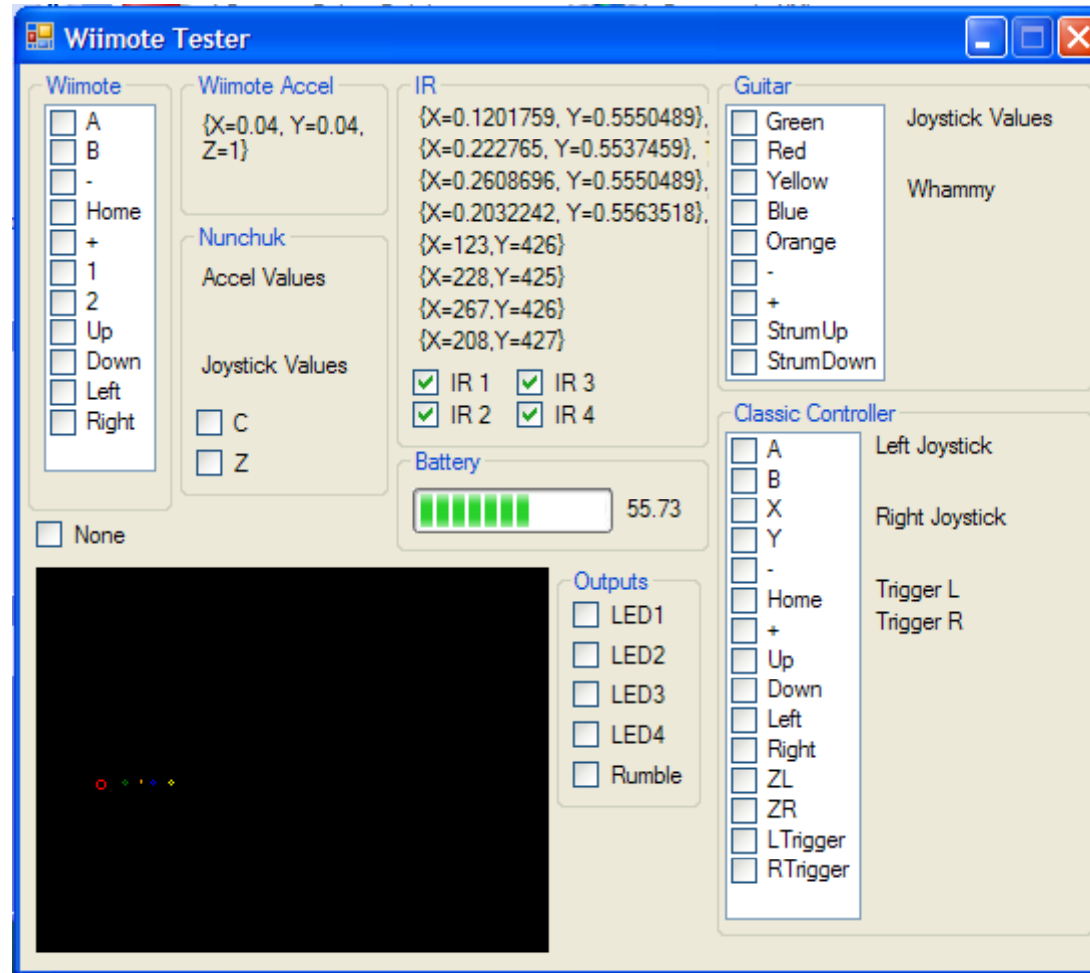 Wiimote Tester
Wiimote
A
B
-
Home
+
1
2
Up
Down
Left
Right
None
Wiimote Accel
{X=0.04, Y=0.04,
Z=1}
Nunchuk
Accel Values
Joystick Values
C
Z
IR
{X=0.1201759, Y=0.5550489},
{X=0.222765, Y=0.5537459},
{X=0.2608696, Y=0.5550489},
{X=0.2032242, Y=0.5563518},
{X=123,Y=426}
{X=228,Y=425}
{X=267,Y=426}
{X=208,Y=427}
IR 1 IR 3
IR 2 IR 4
Battery
55.73
Outputs
LED1
LED2
LED3
LED4
Rumble
Guitar
Green
Red
Yellow
Blue
Orange
-
+
StrumUp
StrumDown
Joystick Values
Whammy
Classic Controller
A
B
X
Y
-
Home
+
Up
Down
Left
Right
ZL
ZR
LTrigger
RTrigger
Left Joystick
Right Joystick
Trigger L
Trigger R